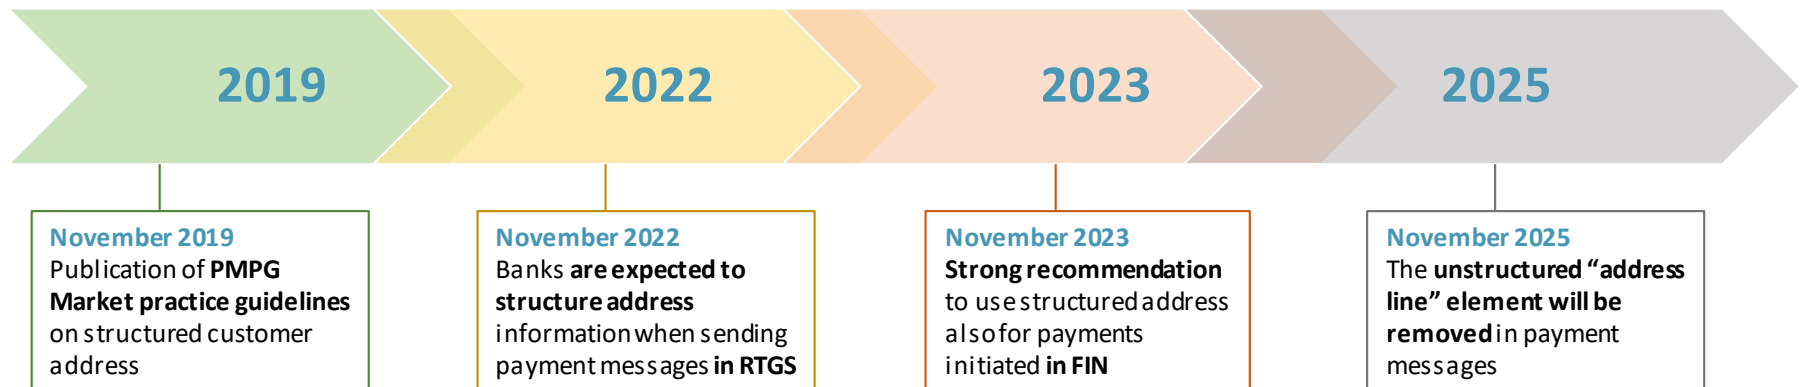 2019
2022
2023
2025
November 2019
Publication of PMPG
Market practice guidelines
on structured customer
address
November 2022
Banks are expected to
structure address
information when sending
payment messages in RTGS
November 2023
Strong recommendation
to use structured address
also for payments
initiated in FIN
November 2025
The unstructured “address
line” element will be
removed in payment
messages